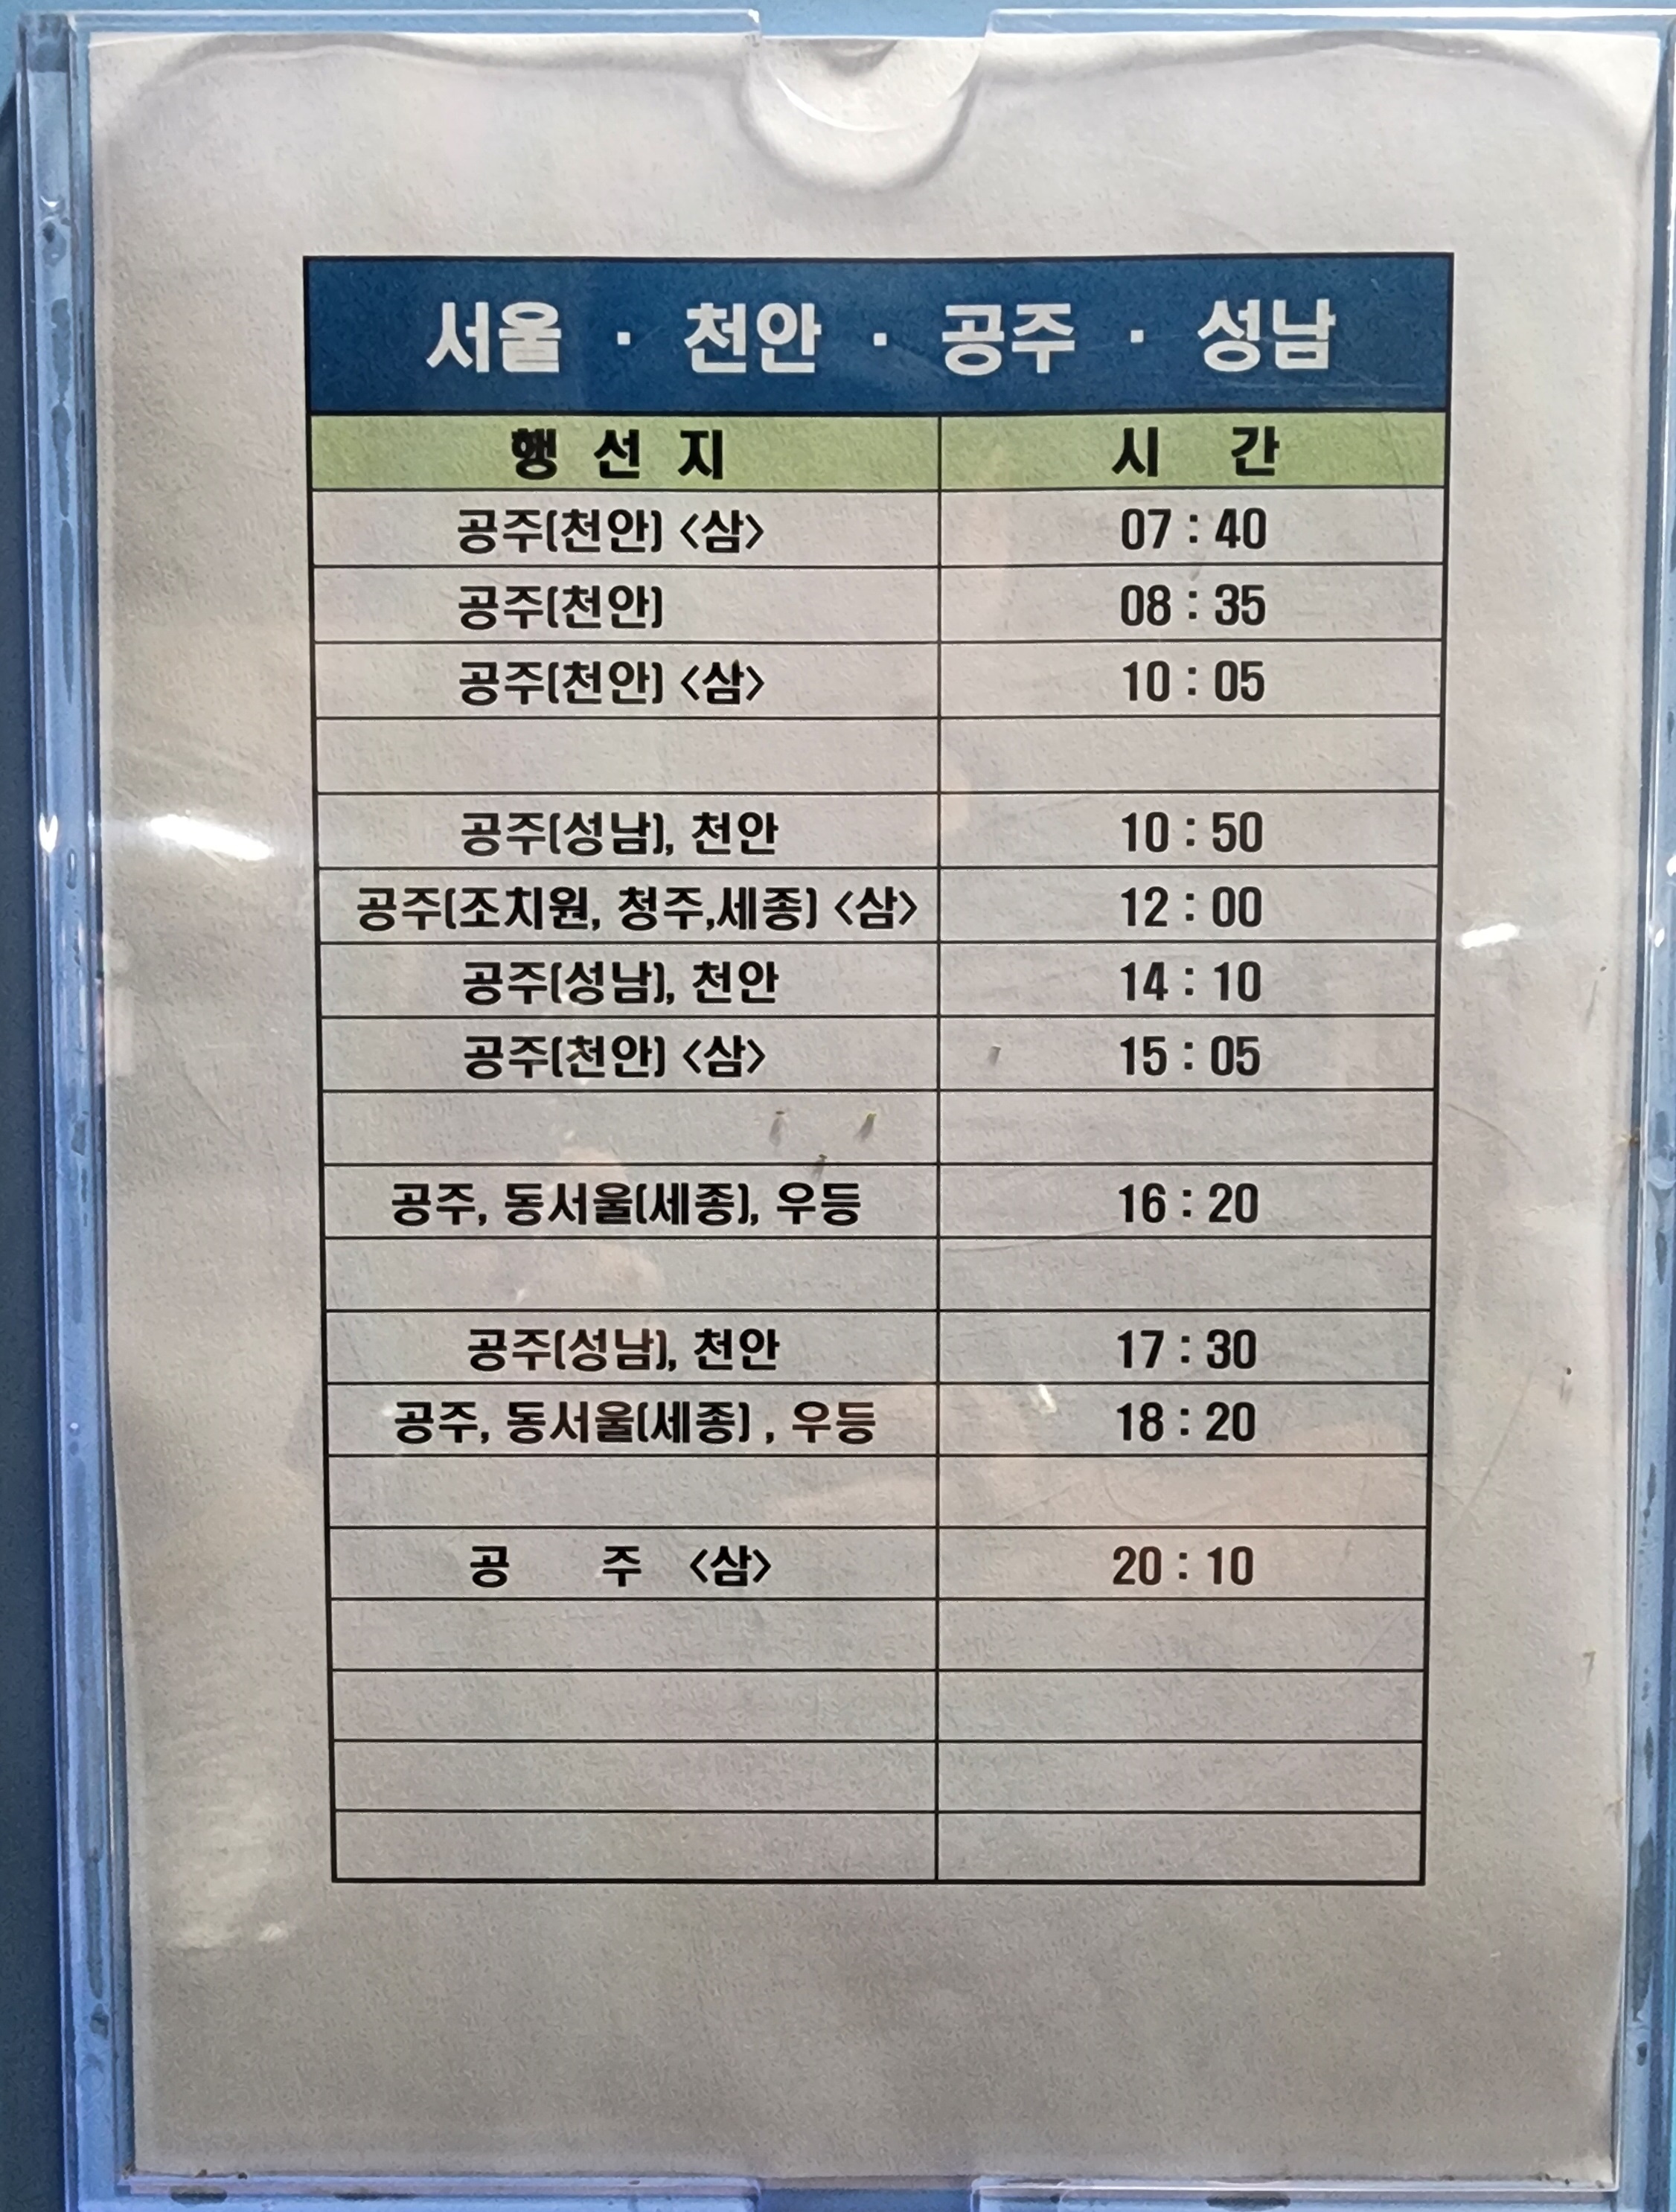 서울 · 천안 · 공주 · 성남
행 선 지 시 간
공주(천안) <삼> 07 : 40
공주(천안) 08 : 35
공주(천안) <삼> 10 : 05
공주(성남), 천안 10 : 50
공주(조치원, 청주,세종) <삼> 12 : 00
공주(성남), 천안 14 : 10
공주(천안) <삼> 15 : 05
공주, 동서울(세종), 우등 16 : 20
공주(성남), 천안 17 : 30
공주, 동서울(세종) , 우등 18 : 20
공 주 <삼> 20 : 10